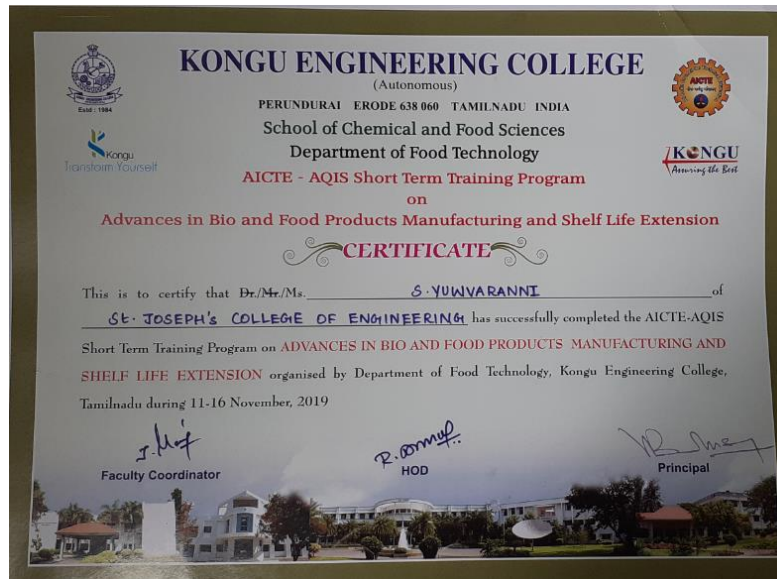 KONGU ENGINEERING COLLEGE
(Autonomous)
PERUNDURAI ERODE 638 060 TAMILNADU INDIA
Estd : 1984
AICTE
School of Chemical and Food Sciences
Kongu
Transform Yourself
Department of Food Technology
KONGU
Assuring the Best
AICTE - AQIS Short Term Training Program
on
Advances in Bio and Food Products Manufacturing and Shelf Life Extension
CERTIFICATE
This is to certify that Dr./Mr./Ms. S.YUWVARANNI of
St. JOSEPH's COLLEGE OF ENGINEERING has successfully completed the AICTE-AQIS
Short Term Training Program on ADVANCES IN BIO AND FOOD PRODUCTS MANUFACTURING AND
SHELF LIFE EXTENSION organised by Department of Food Technology, Kongu Engineering College,
Tamilnadu during 11-16 November, 2019
Faculty Coordinator
HOD
Principal